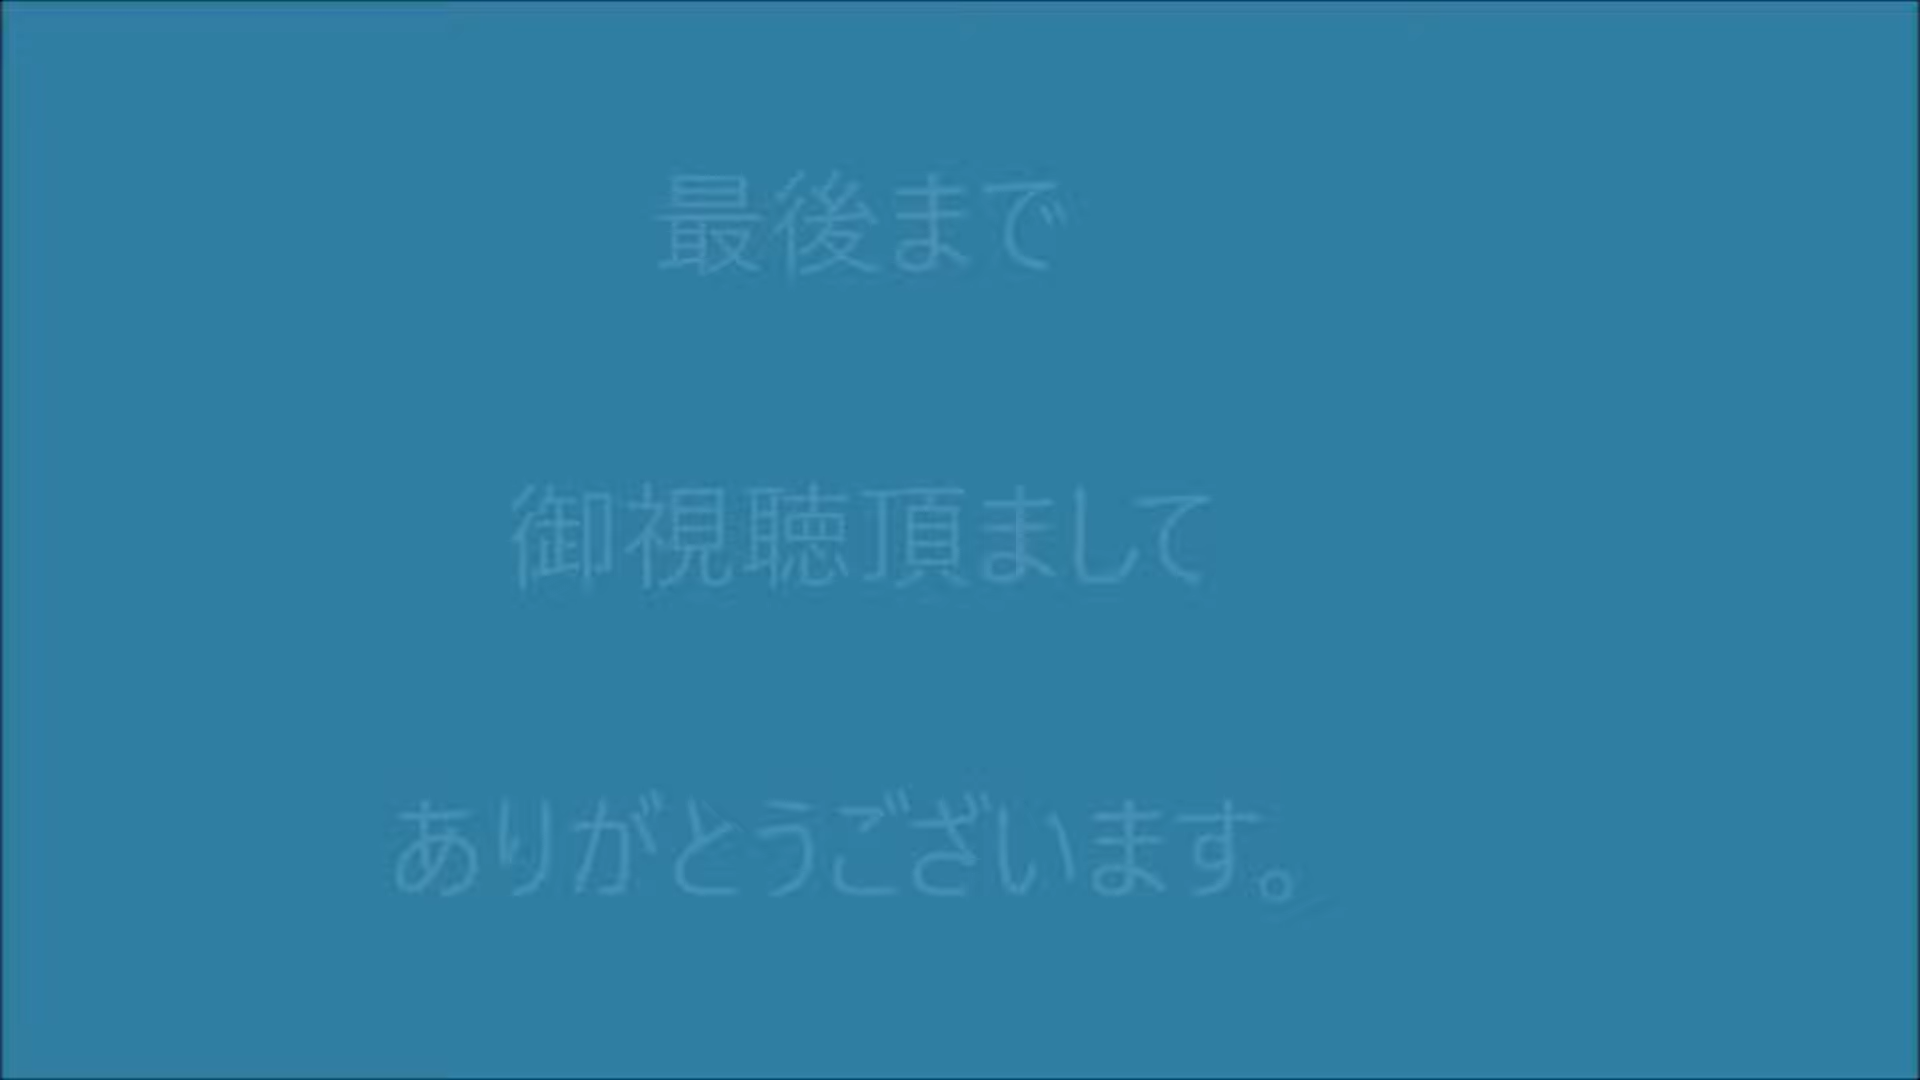 最後まで
御視聴頂まして
ありがとうございます。